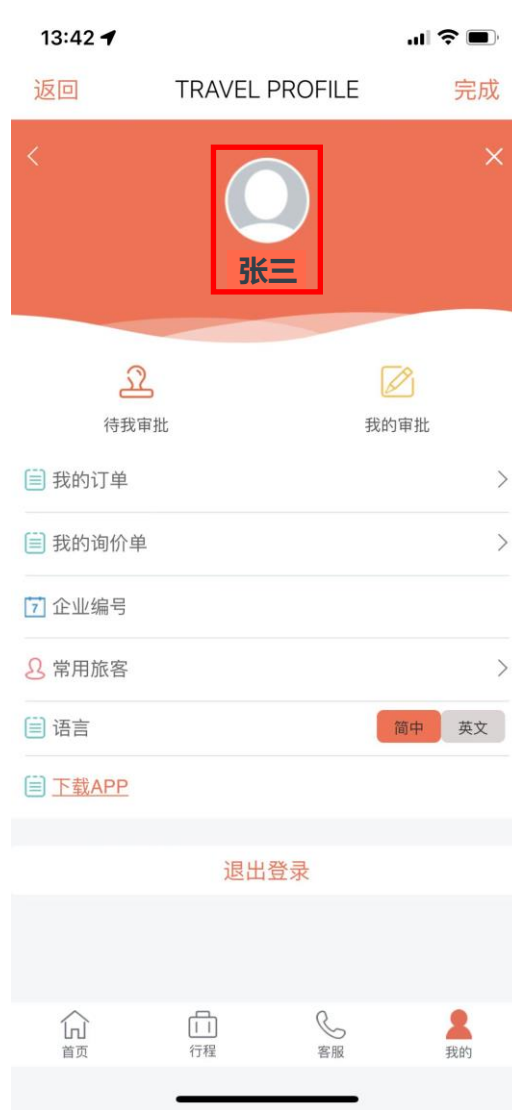 13:42
返回 TRAVEL PROFILE 完成
张三
待我审批 我的审批
我的订单
我的询价单
7 企业编号
常用旅客
语言 简中 英文
下载APP
退出登录
首页 行程 客服 我的